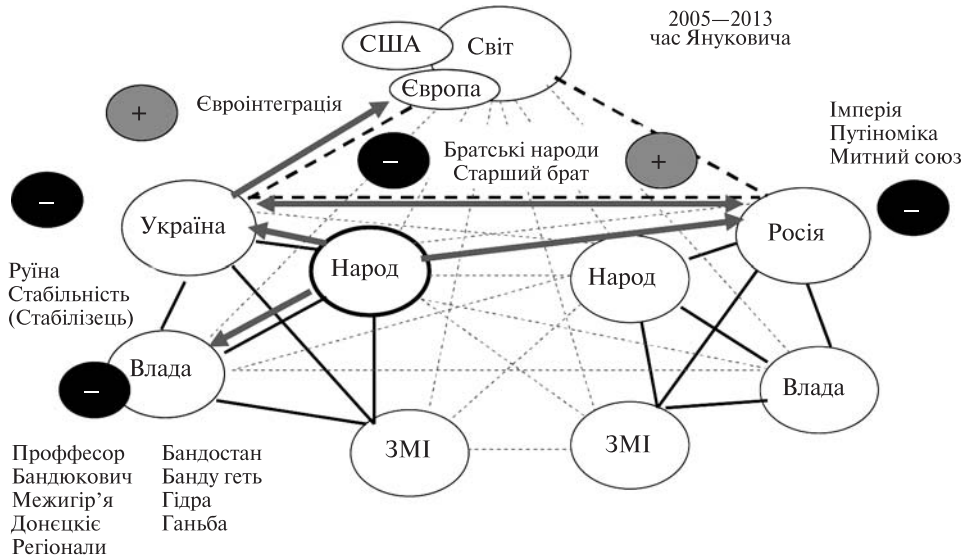 2005—2013
час Януковича
США
Світ
Європа
+
Євроінтеграція
–
Братські народи
Старший брат
+
Імперія
Путіноміка
Митний союз
–
–
Україна
Народ
Народ
Росія
Руїна
Стабільність
(Стабілізець)
Влада
–
Влада
ЗМІ
ЗМІ
Проффесор
Бандюкович
Межигір’я
Донєцкіє
Регіонали
Бандостан
Банду геть
Гідра
Ганьба